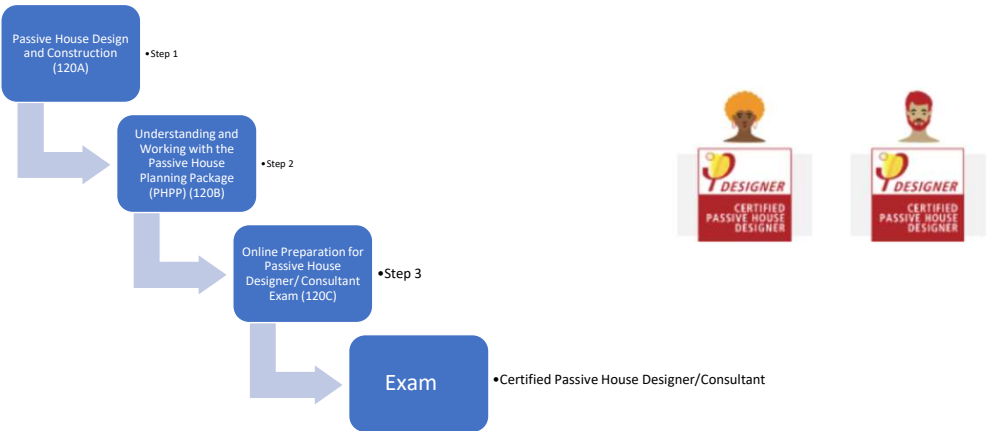 Passive House Design
and Construction
(120A)
•Step 1
Understanding and
Working with the
Passive House
Planning Package
(PHPP) (120B)
•Step 2
Online Preparation for
Passive House
Designer/ Consultant
Exam (120C)
•Step 3
Exam
•Certified Passive House Designer/Consultant
DESIGNER
CERTIFIED
PASSIVE HOUSE
DESIGNER
DESIGNER
CERTIFIED
PASSIVE HOUSE
DESIGNER